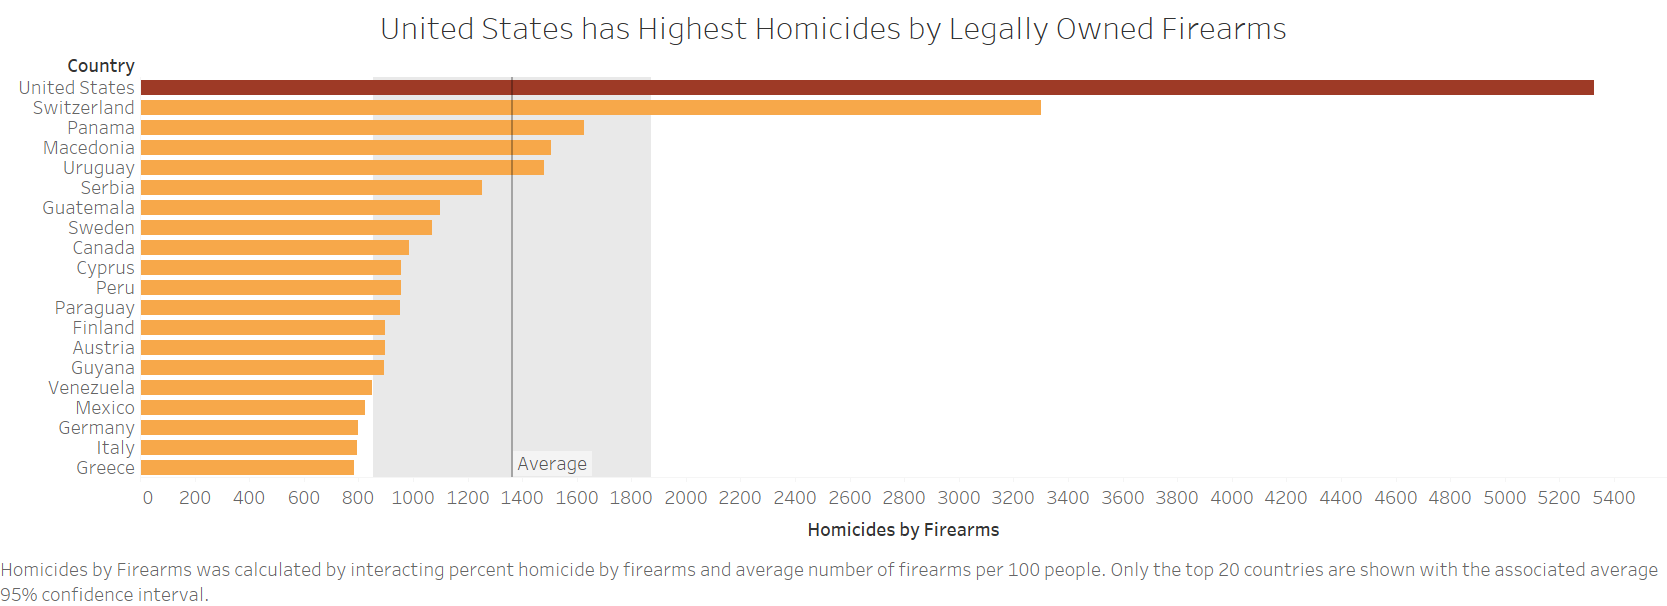 United States has Highest Homicides by Legally Owned Firearms
Country
United States
Switzerland
Panama
Macedonia
Uruguay
Serbia
Guatemala
Sweden
Canada
Cyprus
Peru
Paraguay
Finland
Austria
Guyana
Venezuela
Mexico
Germany
Italy
Greece
Average
0 200 400 600 800 1000 1200 1400 1600 1800 2000 2200 2400 2600 2800 3000 3200 3400 3600 3800 4000 4200 4400 4600 4800 5000 5200 5400
Homicides by Firearms
Homicides by Firearms was calculated by interacting percent homicide by firearms and average number of firearms per 100 people. Only the top 20 countries are shown with the associated average
95% confidence interval.